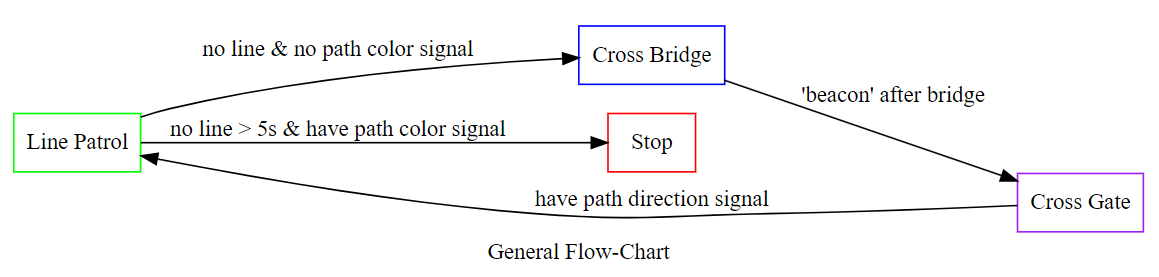 no line & no path color signal
Cross Bridge
'beacon' after bridge
Line Patrol
no line > 5s & have path color signal
Stop
have path direction signal
Cross Gate
General Flow-Chart